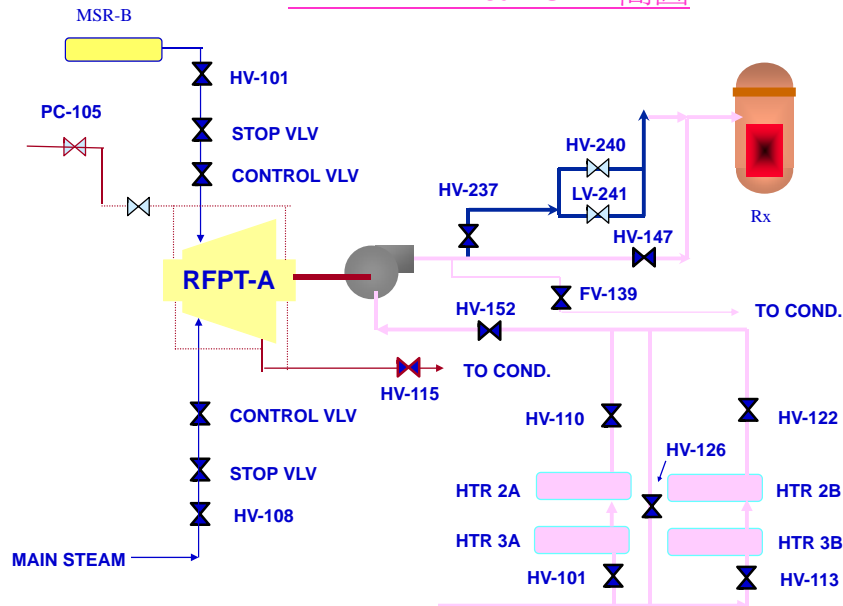 簡圖
MSR-B
HV-101
PC-105
STOP VLV
CONTROL VLV
HV-240
HV-237
LV-241
Rx
HV-147
RFPT-A
FV-139
HV-152
TO COND.
TO COND.
HV-115
CONTROL VLV
HV-110
HV-122
HV-126
STOP VLV
HTR 2A
HTR 2B
HV-108
HTR 3A
HTR 3B
MAIN STEAM
HV-101
HV-113